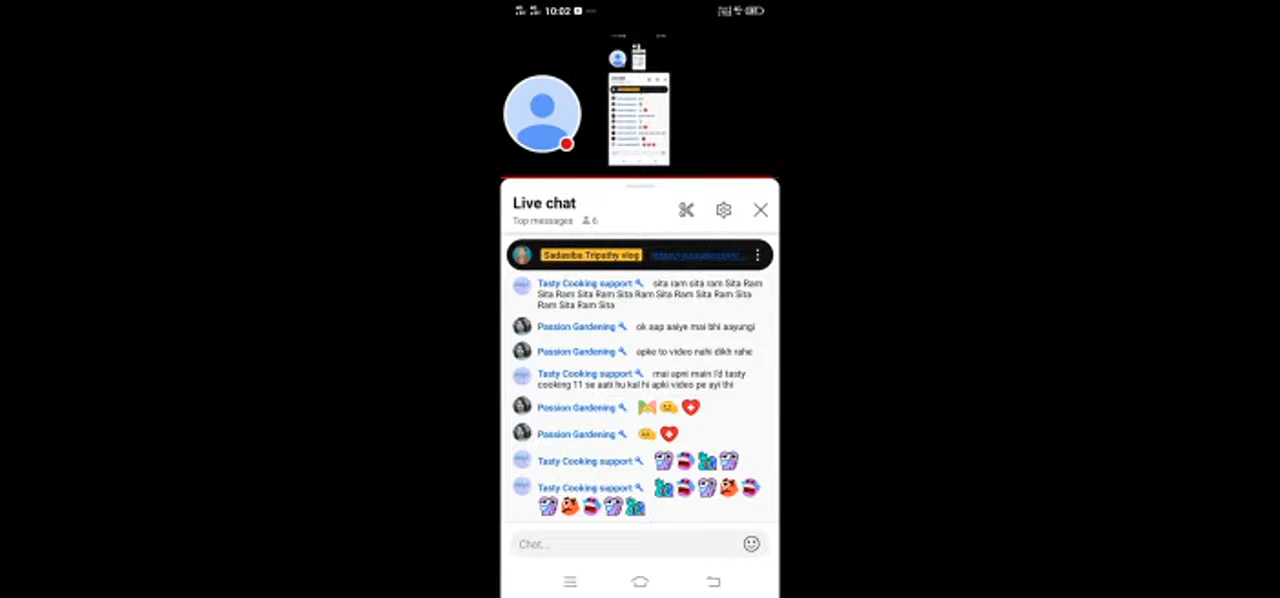 10:02
Live chat
Top messages 6
Sadasiba Tripathy vlog
Tasty Cooking support sita ram sita ram Sita Ram
Sita Ram Sita Ram Sita Ram Sita Ram Sita Ram Sita
Ram Sita Ram Sita
Passion Gardening ok aap aaiye mai bhi aayungi
Passion Gardening apke to video nahi dikh rahe
Tasty Cooking support mai apni main I'd tasty
cooking 11 se aati hu kal hi apki video pe ayi thi
Passion Gardening
Passion Gardening
Tasty Cooking support
Tasty Cooking support
Chat...